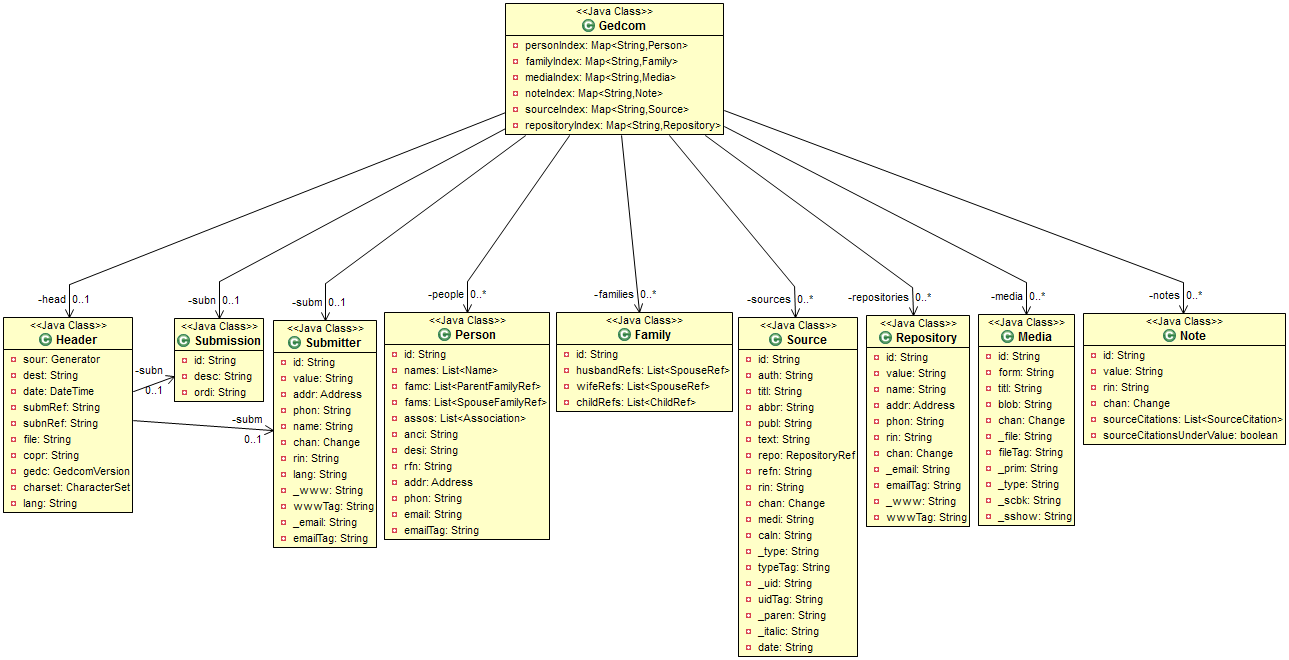 <<Java Class>>
Gedcom
personIndex: Map<String,Person>
familyIndex: Map<String,Family>
mediaIndex: Map<String,Media>
noteIndex: Map<String,Note>
sourceIndex: Map<String,Source>
repositoryIndex: Map<String,Repository>
-head 0..1
-subn 0..1
-subm 0..1
-people 0..*
-families 0..*
-sources 0..*
-repositories 0..*
-media 0..*
-notes 0..*
<<Java Class>>
Header
sour: Generator
dest: String
date: DateTime
submRef: String
subnRef: String
file: String
copr: String
gedc: GedcomVersion
charset: CharacterSet
lang: String
-subn
0..1
-subm
0..1
<<Java Class>>
Submission
id: String
desc: String
ordi: String
<<Java Class>>
Submitter
id: String
value: String
addr: Address
phon: String
name: String
chan: Change
rin: String
lang: String
_www: String
wwwTag: String
_email: String
emailTag: String
<<Java Class>>
Person
id: String
names: List<Name>
famc: List<ParentFamilyRef>
fams: List<SpouseFamilyRef>
assos: List<Association>
anci: String
desi: String
rfn: String
addr: Address
phon: String
email: String
emailTag: String
<<Java Class>>
Family
id: String
husbandRefs: List<SpouseRef>
wifeRefs: List<SpouseRef>
childRefs: List<ChildRef>
<<Java Class>>
Source
id: String
auth: String
titl: String
abbr: String
publ: String
text: String
repo: RepositoryRef
refn: String
rin: String
chan: Change
medi: String
caln: String
_type: String
typeTag: String
_uid: String
uidTag: String
_paren: String
_italic: String
date: String
<<Java Class>>
Repository
id: String
value: String
name: String
addr: Address
phon: String
rin: String
chan: Change
_email: String
emailTag: String
_www: String
wwwTag: String
<<Java Class>>
Media
id: String
form: String
titl: String
blob: String
chan: Change
_file: String
fileTag: String
_prim: String
_type: String
_scbk: String
_sshow: String
<<Java Class>>
Note
id: String
value: String
rin: String
chan: Change
sourceCitations: List<SourceCitation>
sourceCitationsUnderValue: boolean